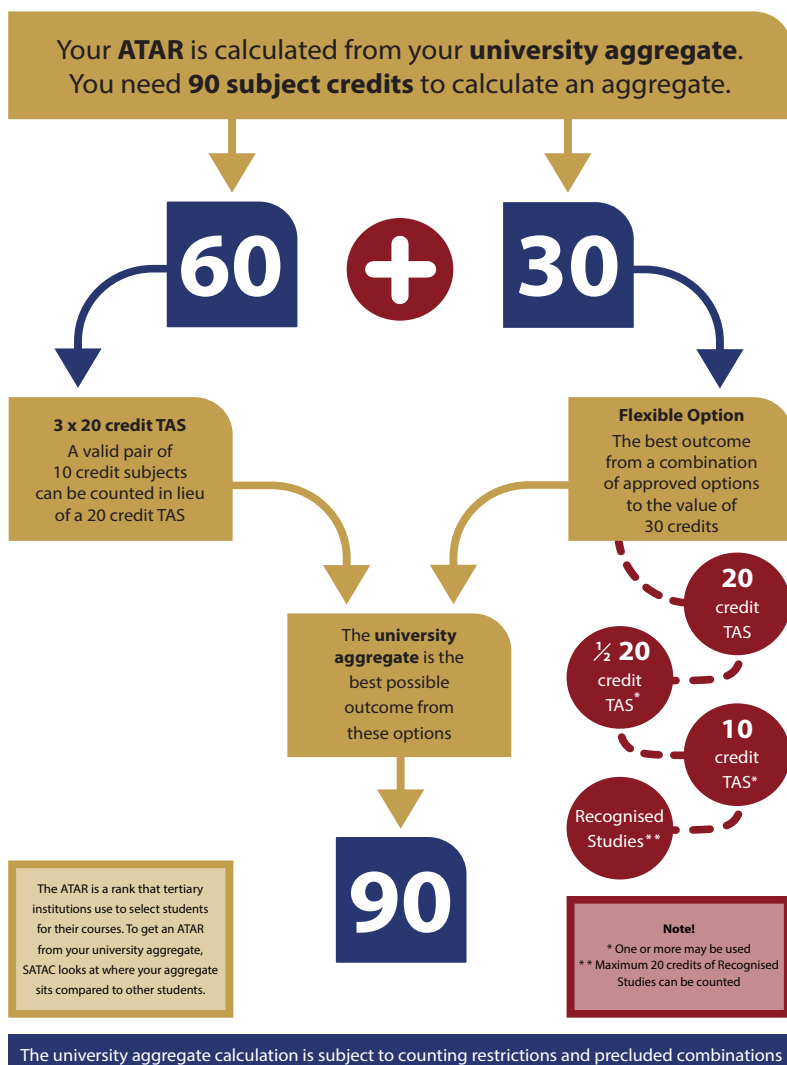 Your ATAR is calculated from your university aggregate.
You need 90 subject credits to calculate an aggregate.
60
30
3 x 20 credit TAS
A valid pair of
10 credit subjects
can be counted in lieu
of a 20 credit TAS
Flexible Option
The best outcome
from a combination
of approved options
to the value of
30 credits
20
credit
TAS
½ 20
credit
TAS*
10
credit
TAS*
Recognised
Studies**
The university
aggregate is the
best possible
outcome from
these options
90
The ATAR is a rank that tertiary
institutions use to select students
for their courses. To get an ATAR
from your university aggregate,
SATAC looks at where your aggregate
sits compared to other students.
Note!
* One or more may be used
** Maximum 20 credits of Recognised
Studies can be counted
The university aggregate calculation is subject to counting restrictions and precluded combinations